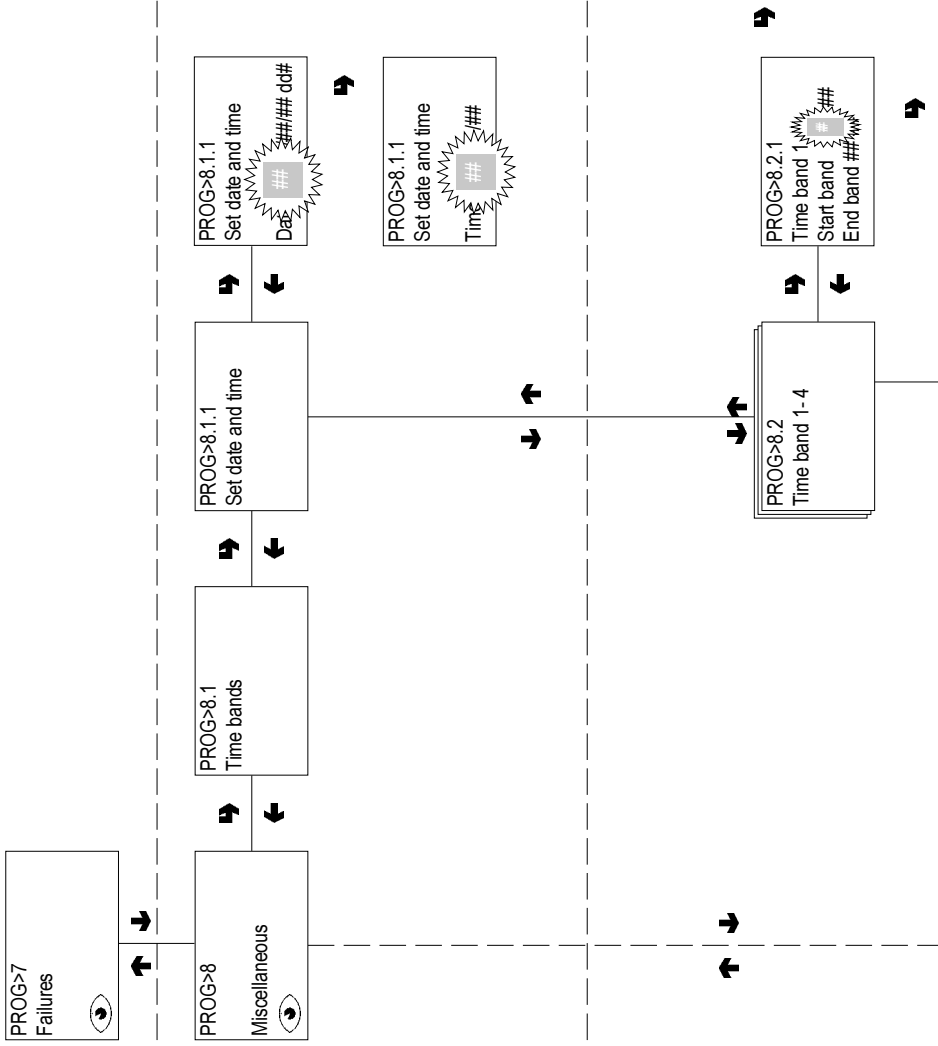 PROG>7
Failures
PROG>8
Miscellaneous
PROG>8.1
Time bands
PROG>8.1.1
Set date and time
PROG>8.1.1
Set date and time
Da ## ##/## dd#
PROG>8.1.1
Set date and time
Tim ## /##
PROG>8.2
Time band 1- 4
PROG>8.2.1
Time band 1
Start band # ##
End band ##